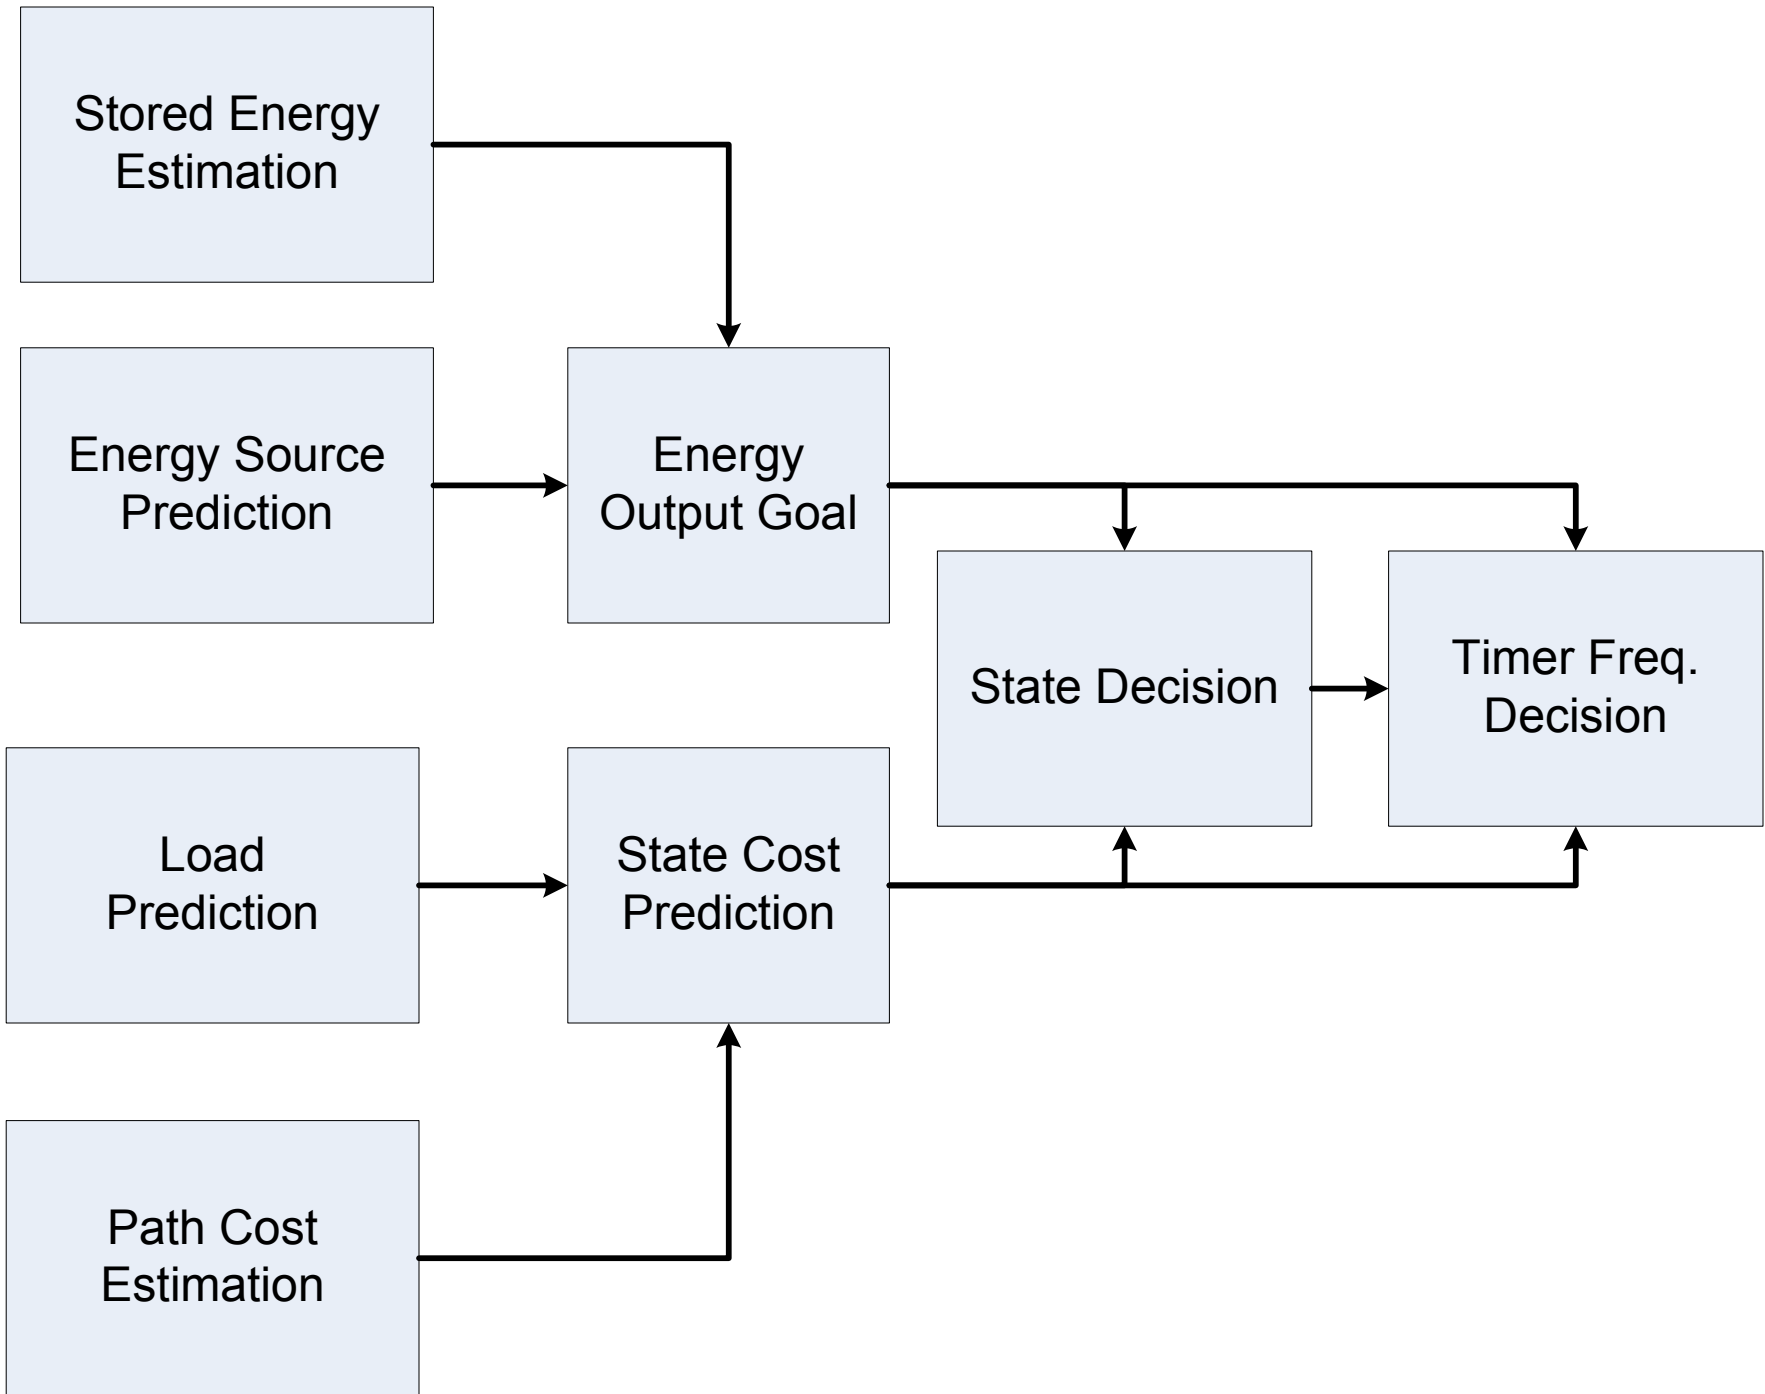 Stored Energy
Estimation
Energy Source
Prediction
Energy
Output Goal
State Decision
Timer Freq.
Decision
Load
Prediction
State Cost
Prediction
Path Cost
Estimation